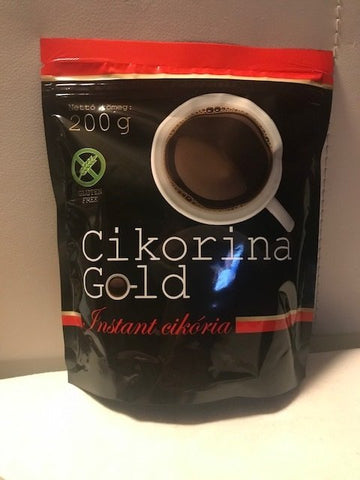 Nettó tömeg:
200 g
GLUTEN
FREE
Cikorina
Gold
Instant cikória